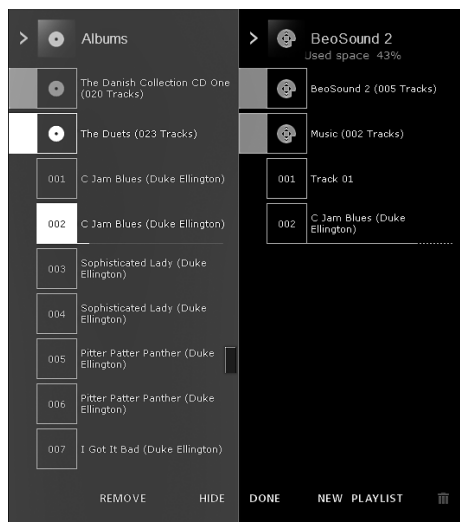 Albums
The Danish Collection CD One
(020 Tracks)
The Duets (023 Tracks)
001 C Jam Blues (Duke Ellington)
002 C Jam Blues (Duke Ellington)
003 Sophisticated Lady (Duke
Ellington)
004 Sophisticated Lady (Duke
Ellington)
005 Pitter Patter Panther (Duke
Ellington)
006 Pitter Patter Panther (Duke
Ellington)
007 I Got It Bad (Duke Ellington)
REMOVE HIDE
BeoSound 2
Used space 43%
BeoSound 2 (005 Tracks)
Music (002 Tracks)
001 Track 01
002 C Jam Blues (Duke
Ellington)
DONE NEW PLAYLIST